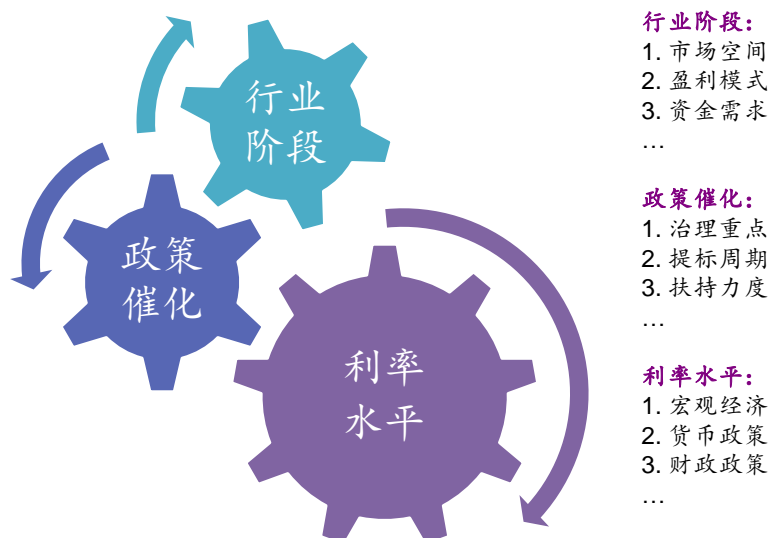 行业
阶段
政策
催化
利率
水平
行业阶段：
1. 市场空间
2. 盈利模式
3. 资金需求
…
政策催化：
1. 治理重点
2. 提标周期
3. 扶持力度
…
利率水平：
1. 宏观经济
2. 货币政策
3. 财政政策
…